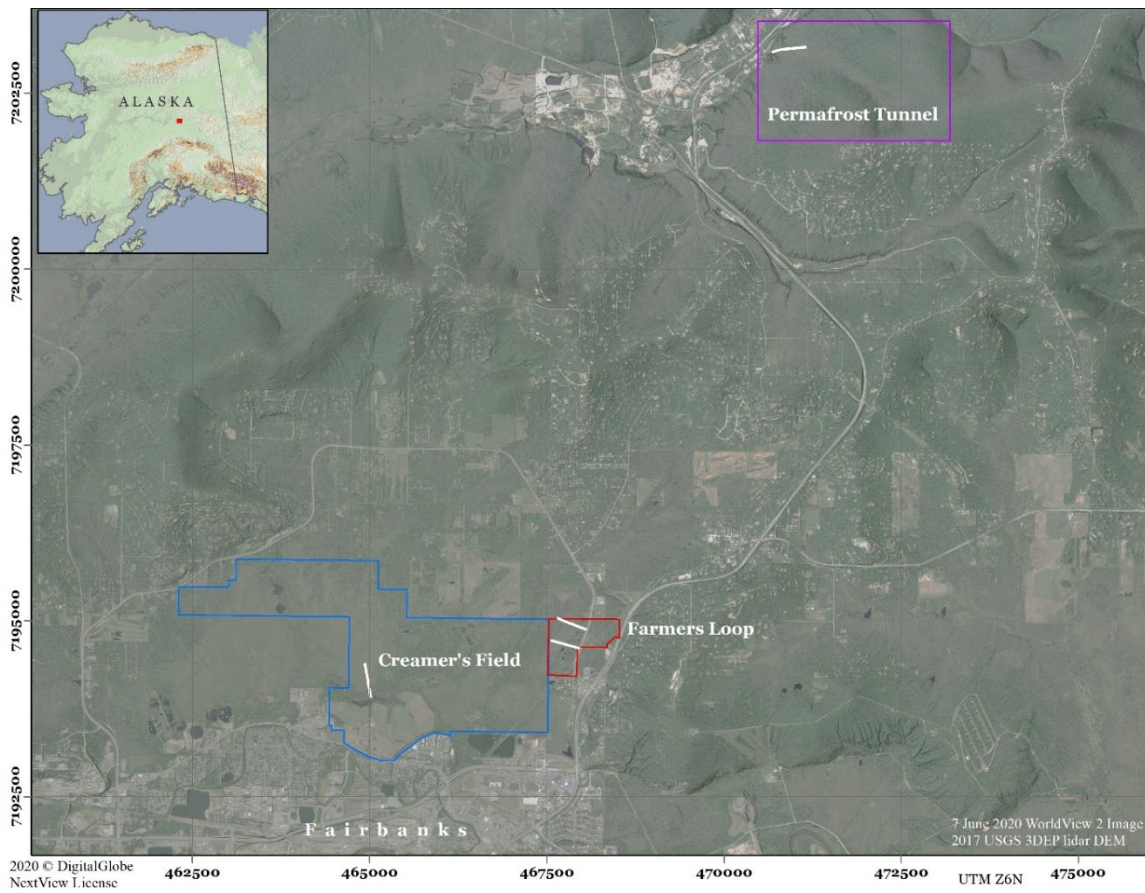 ALASKA
7202500
Permafrost Tunnel
7200000
7197500
7195000
Farmers Loop
Creamer's Field
7192500
Fairbanks
7 June 2020 WorldView 2 Image
2017 USGS 3DEP lidar DEM
2020 © DigitalGlobe
NextView License
462500
465000
467500
470000
472500
475000
UTM Z6N